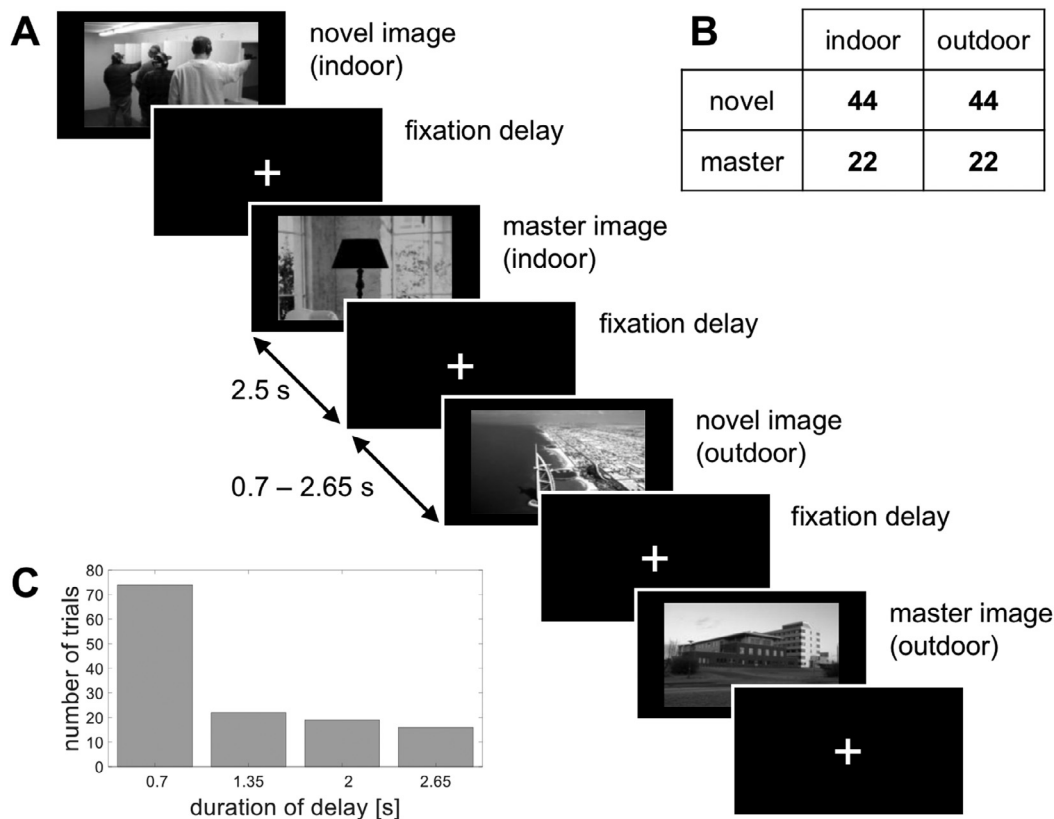 A
novel image
(indoor)
fixation delay
master image
(indoor)
fixation delay
2.5 s
novel image
(outdoor)
0.7 – 2.65 s
fixation delay
master image
(outdoor)
B
indoor outdoor
novel 44 44
master 22 22
C
number of trials
80
70
60
50
40
30
20
10
0
0.7 1.35 2 2.65
duration of delay [s]